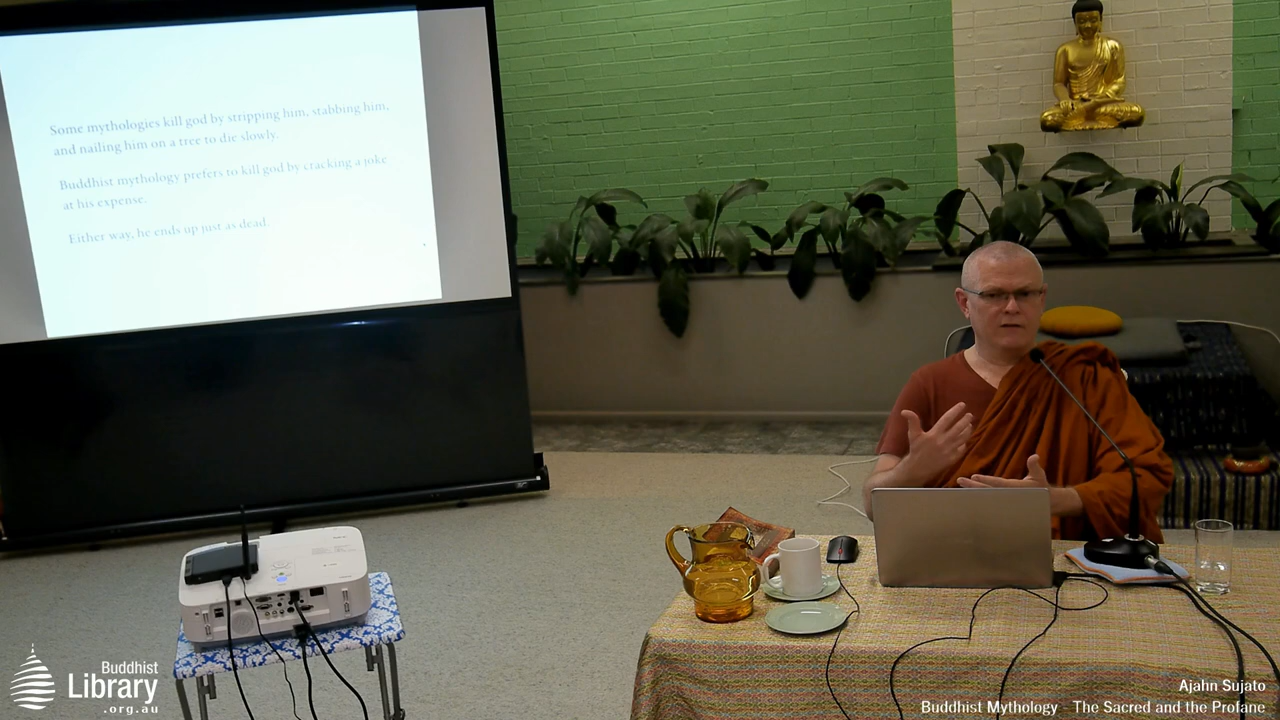 Some mythologies kill god by stripping him, stabbing him,
and nailing him on a tree to die slowly.
Buddhist mythology prefers to kill god by cracking a joke
at his expense.
Either way, he ends up just as dead.
Buddhist
Library
.org.au
Ajahn Sujato
Buddhist Mythology The Sacred and the Profane